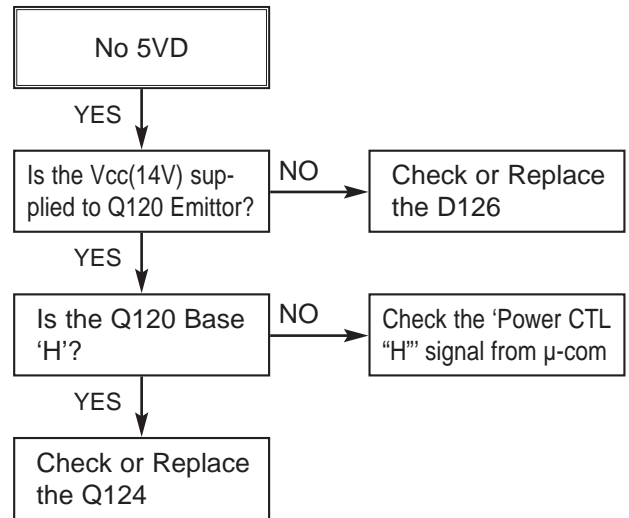 No 5VD
YES
Is the Vcc(14V) sup-
plied to Q120 Emittor?
NO
Check or Replace
the D126
YES
Is the Q120 Base
‘H’?
NO
Check the ‘Power CTL
“H”’ signal from µ-com
YES
Check or Replace
the Q124